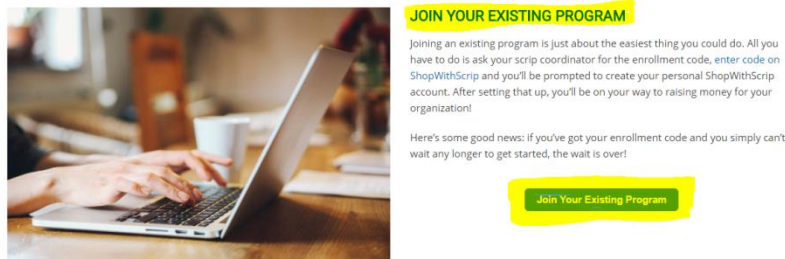 JOIN YOUR EXISTING PROGRAM
Joining an existing program is just about the easiest thing you could do. All you
have to do is ask your scrip coordinator for the enrollment code, enter code on
ShopWithScrip and you'll be prompted to create your personal ShopWithScrip
account. After setting that up, you'll be on your way to raising money for your
organization!
Here's some good news: if you've got your enrollment code and you simply can't
wait any longer to get started, the wait is over!
Join Your Existing Program